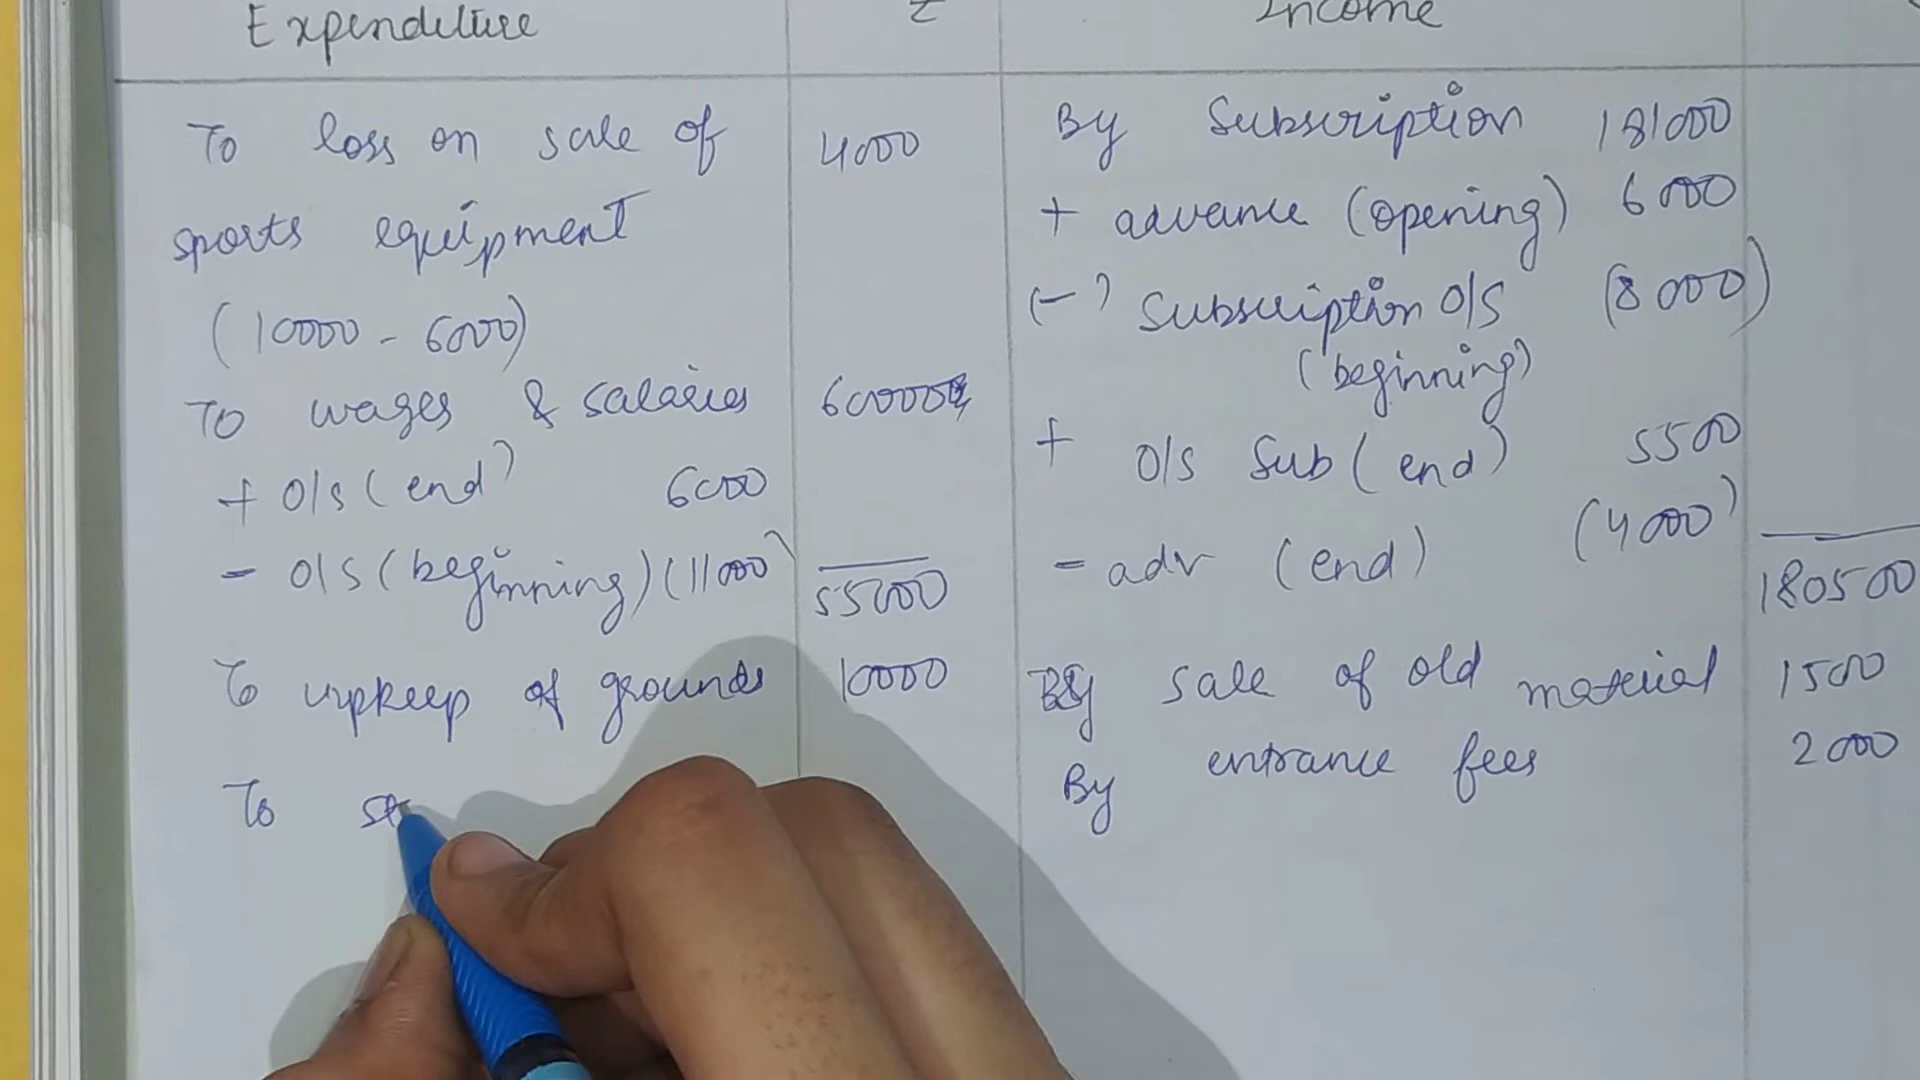 Expenditure ₹ Income
To loss on sale of 4000
sports equipment
(10000 - 6000)
To wages & salaries 60000
+ O/S (end) 6000
- O/S (beginning) (11000) 55000
To upkeep of grounds 10000
To st
By Subscription 181000
+ advance (opening) 6000
(-) Subscription O/S (8000)
(beginning)
+ O/S Sub (end) 5500
- adv (end) (4000) 180500
By sale of old material 1500
By entrance fees 2000